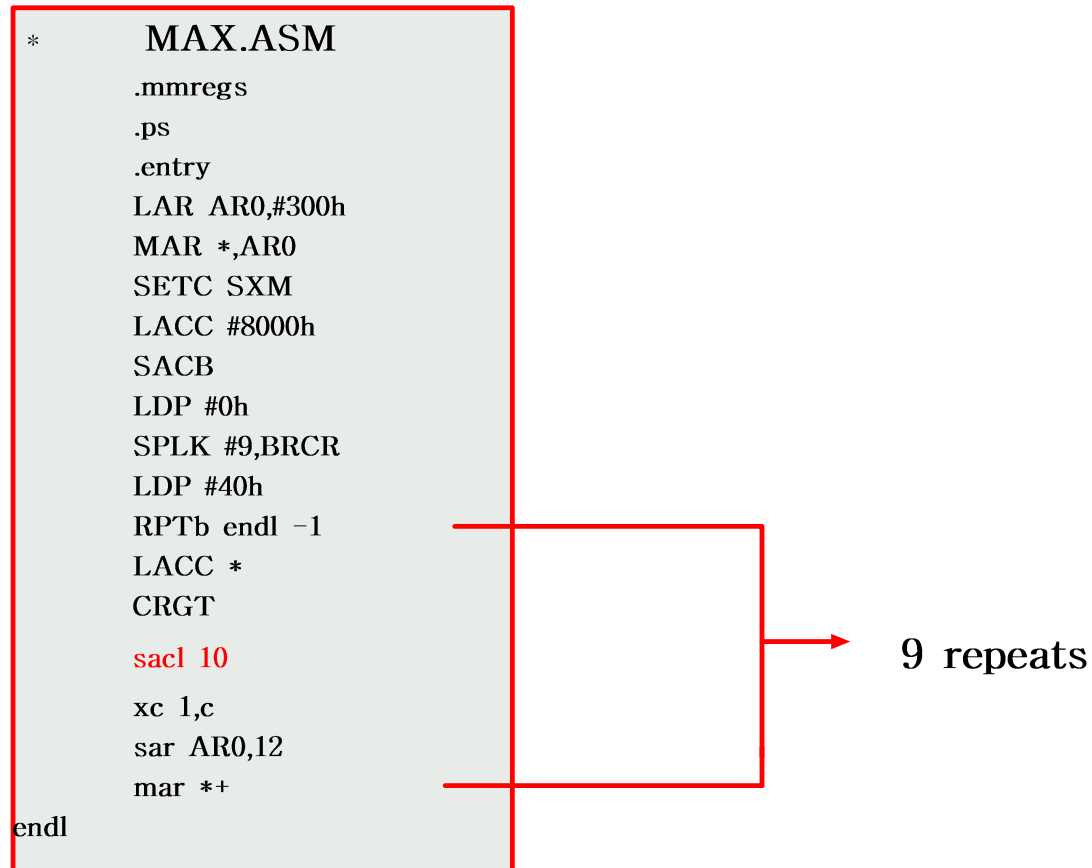 * MAX.ASM
.mmregs
.ps
.entry
LAR AR0,#300h
MAR *,AR0
SETC SXM
LACC #8000h
SACB
LDP #0h
SPLK #9,BRCR
LDP #40h
RPTb endl -1
LACC *
CRGT
sacl 10
xc 1,c
sar AR0,12
mar *+
endl
9 repeats